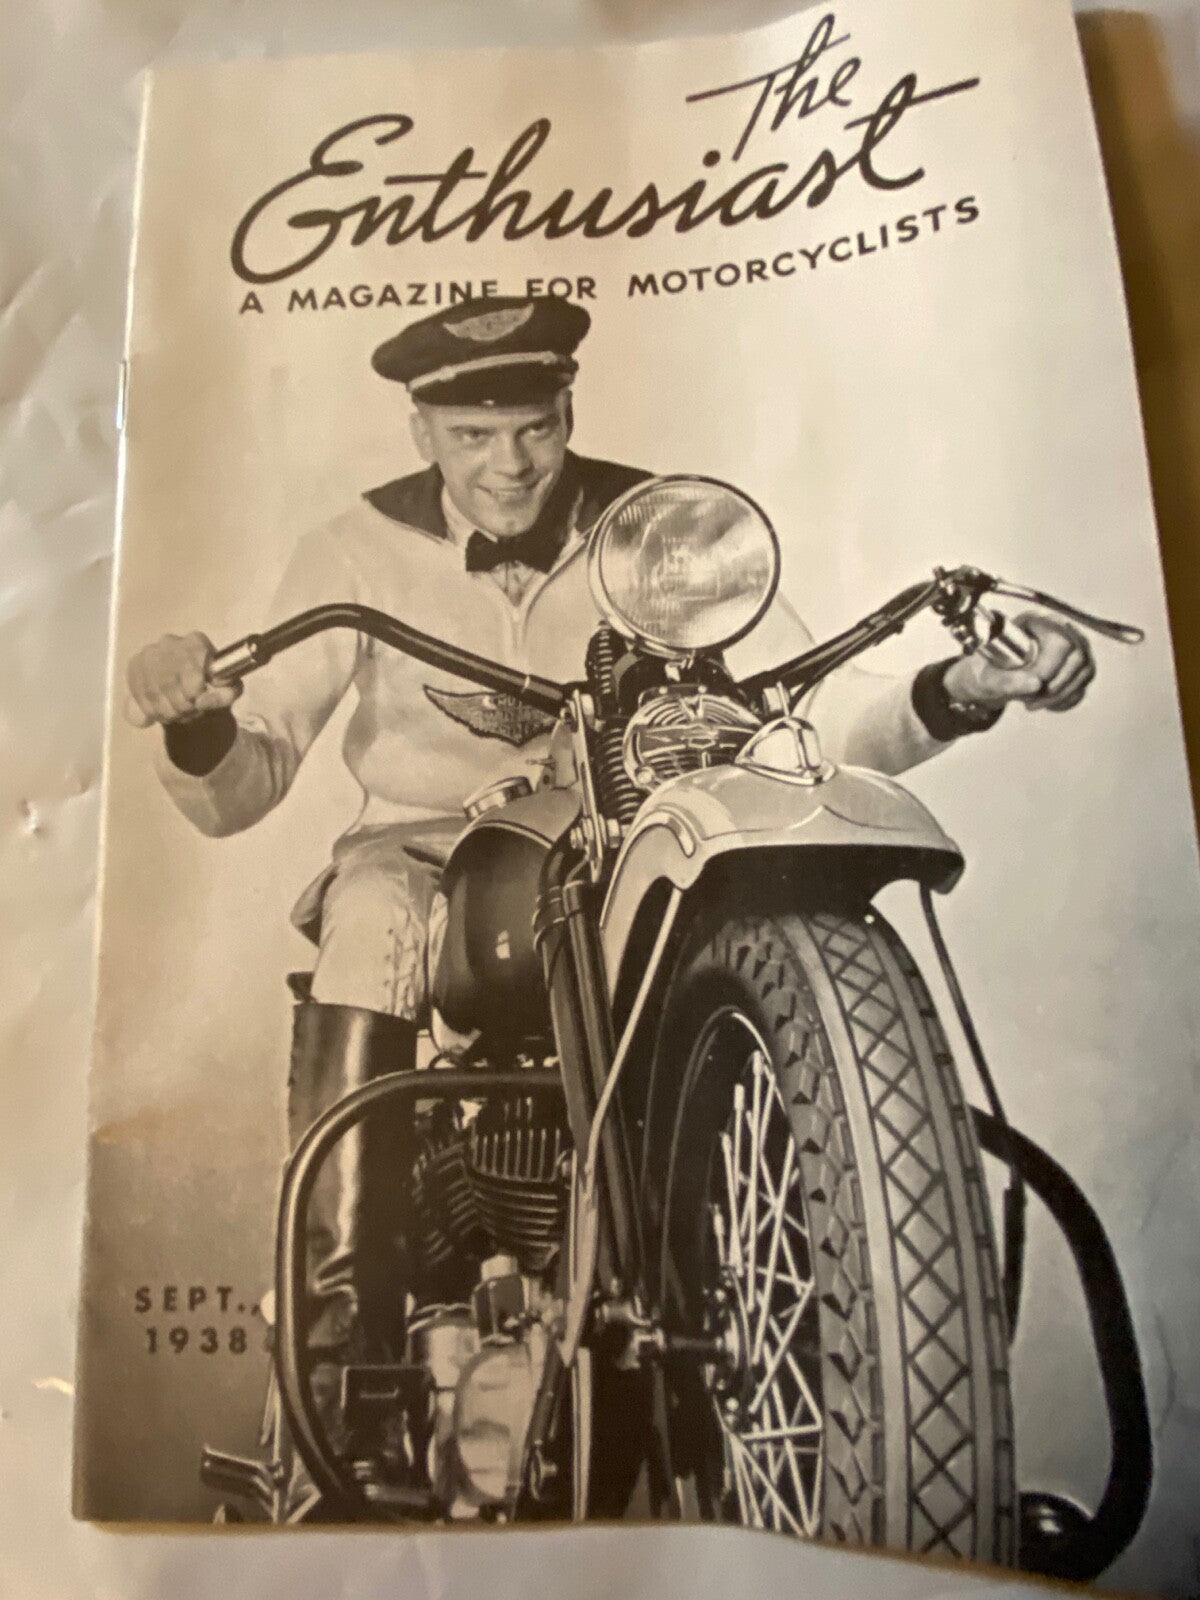 The
Enthusiast
A MAGAZINE FOR MOTORCYCLISTS
SEPT.,
1938